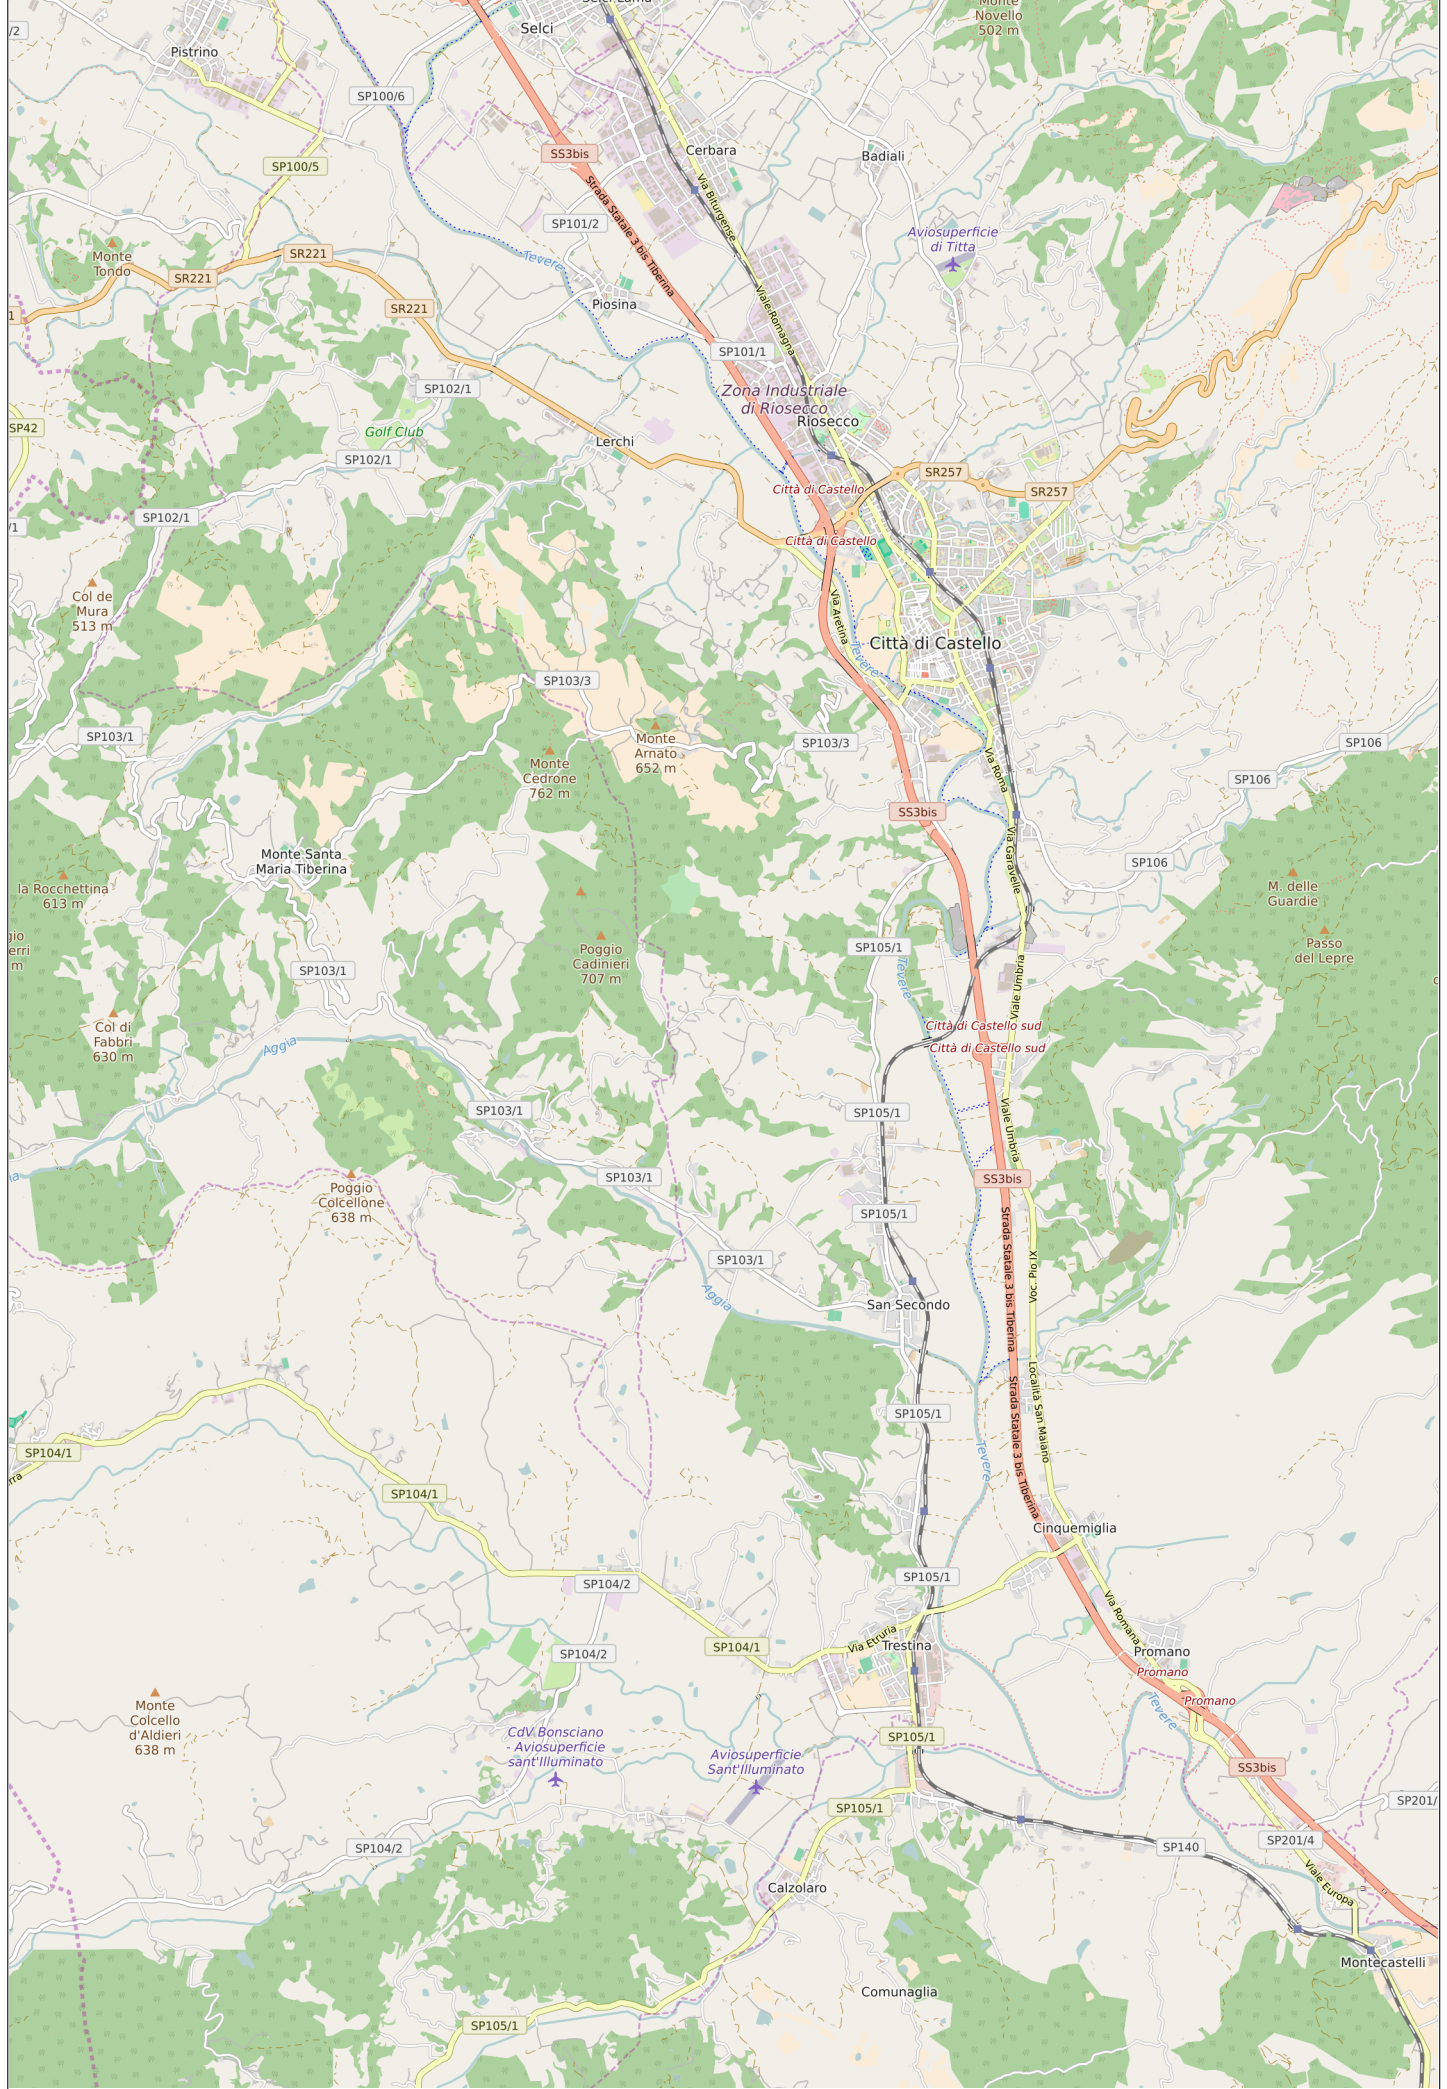 Monte
Novello
502 m
Selci
Pistrino
SP100/6
SS3bis
Cerbara
Badiali
SP100/5
Strada Statale 3 bis Tiberina
Via Biturgense
SP101/2
Aviosuperficie
di Titta
Monte
Tondo
SR221
SR221
SR221
Tevere
Piosina
Viale Romagna
SP101/1
SP102/1
Zona Industriale
di Riosecco
Riosecco
SP42
Golf Club
Lerchi
SP102/1
SR257
SR257
Città di Castello
SP102/1
Città di Castello
Col de
Mura
513 m
Via Aretina
Città di Castello
Tevere
SP103/3
SP103/1
Monte
Arnato
652 m
SP103/3
SP106
Monte
Cedrone
762 m
Via Roma
SP106
SS3bis
Via Garavelle
Monte Santa
Maria Tiberina
SP106
la Rocchettina
613 m
M. delle
Guardie
Poggio
Cadinieri
707 m
SP105/1
Passo
del Lepre
SP103/1
Tevere
Viale Umbria
Col di
Fabbri
630 m
Aggia
Città di Castello sud
Città di Castello sud
SP103/1
SP105/1
Viale Umbria
SP103/1
SS3bis
Poggio
Colcellone
638 m
SP105/1
Strada Statale 3 bis Tiberina
SP103/1
Voc. Pio XI
Aggia
San Secondo
Strada Statale 3 bis Tiberina
Località San Maiano
SP105/1
Tevere
SP104/1
SP104/1
Cinquemiglia
SP105/1
SP104/2
Via Romana
Via Etruria
SP104/1
Trestina
SP104/2
Promano
Promano
Promano
Tevere
Monte
Colcello
d'Aldieri
638 m
CdV Bonsciano
- Aviosuperficie
sant'Illuminato
SP105/1
Aviosuperficie
Sant'Illuminato
SS3bis
SP201/
SP105/1
SP104/2
SP140
SP201/4
Viale Europa
Calzolaro
Montecastelli
Comunaglia
SP105/1